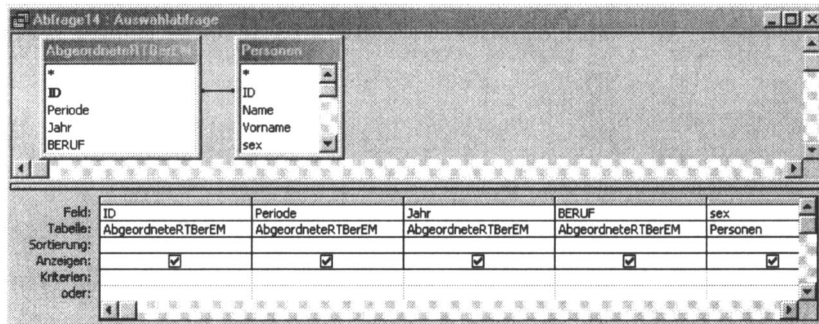 Abfrage14 : Auswahlabfrage
AbgeordneteRTBerEM
*
ID
Periode
Jahr
BERUF
Personen
*
ID
Name
Vorname
sex
Feld: ID Periode Jahr BERUF sex
Tabelle: AbgeordneteRTBerEM AbgeordneteRTBerEM AbgeordneteRTBerEM AbgeordneteRTBerEM Personen
Sortierung:
Anzeigen:
Kriterien:
oder: